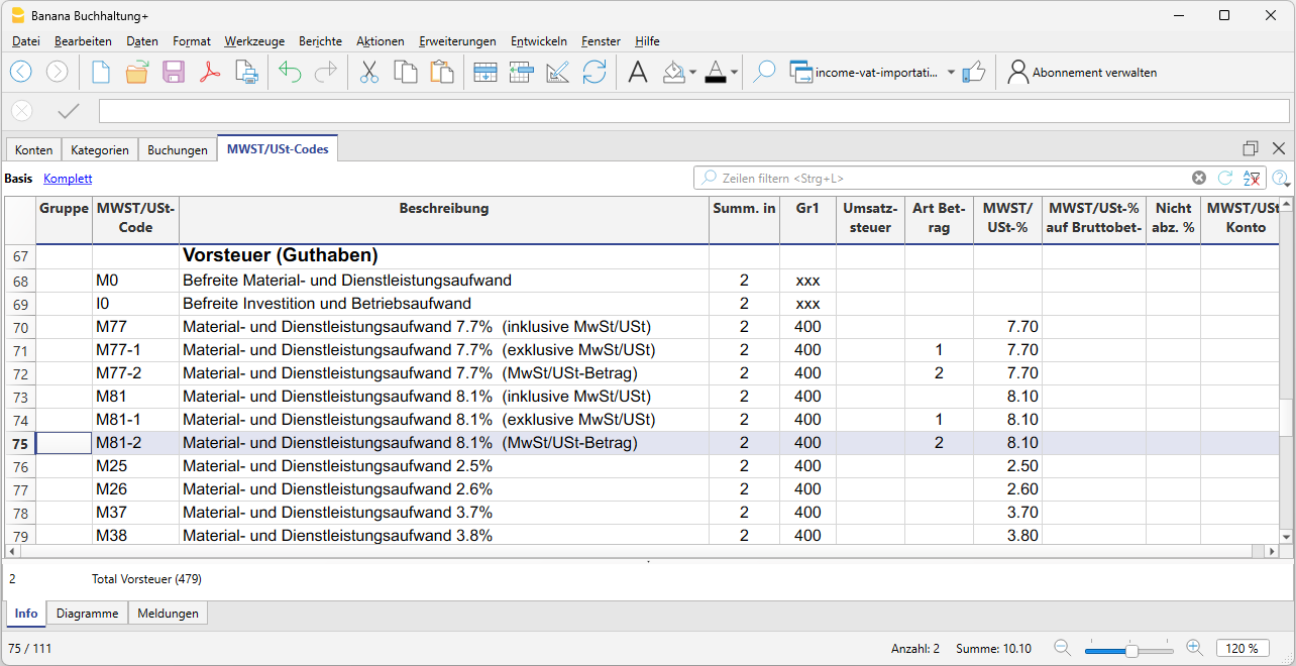 Banana Buchhaltung+
Datei Bearbeiten Daten Format Werkzeuge Berichte Aktionen Erweiterungen Entwickeln Fenster Hilfe
income-vat-importati... Abonnement verwalten
Konten Kategorien Buchungen MWST/USt-Codes
Basis Komplett Zeilen filtern <Strg+L>
Gruppe MWST/USt- Beschreibung Summ. in Gr1 Umsatz- Art Bet- MWST/ MWST/USt-% Nicht MWST/USt
Code steuer rag USt-% auf Bruttobet- abz. % Konto
67 Vorsteuer (Guthaben)
68 M0 Befreite Material- und Dienstleistungsaufwand 2 xxx
69 I0 Befreite Investition und Betriebsaufwand 2 xxx
70 M77 Material- und Dienstleistungsaufwand 7.7% (inklusive MwSt/USt) 2 400 7.70
71 M77-1 Material- und Dienstleistungsaufwand 7.7% (exklusive MwSt/USt) 2 400 1 7.70
72 M77-2 Material- und Dienstleistungsaufwand 7.7% (MwSt/USt-Betrag) 2 400 2 7.70
73 M81 Material- und Dienstleistungsaufwand 8.1% (inklusive MwSt/USt) 2 400 8.10
74 M81-1 Material- und Dienstleistungsaufwand 8.1% (exklusive MwSt/USt) 2 400 1 8.10
75 M81-2 Material- und Dienstleistungsaufwand 8.1% (MwSt/USt-Betrag) 2 400 2 8.10
76 M25 Material- und Dienstleistungsaufwand 2.5% 2 400 2.50
77 M26 Material- und Dienstleistungsaufwand 2.6% 2 400 2.60
78 M37 Material- und Dienstleistungsaufwand 3.7% 2 400 3.70
79 M38 Material- und Dienstleistungsaufwand 3.8% 2 400 3.80
2 Total Vorsteuer (479)
Info Diagramme Meldungen
75 / 111 Anzahl: 2 Summe: 10.10 120 %